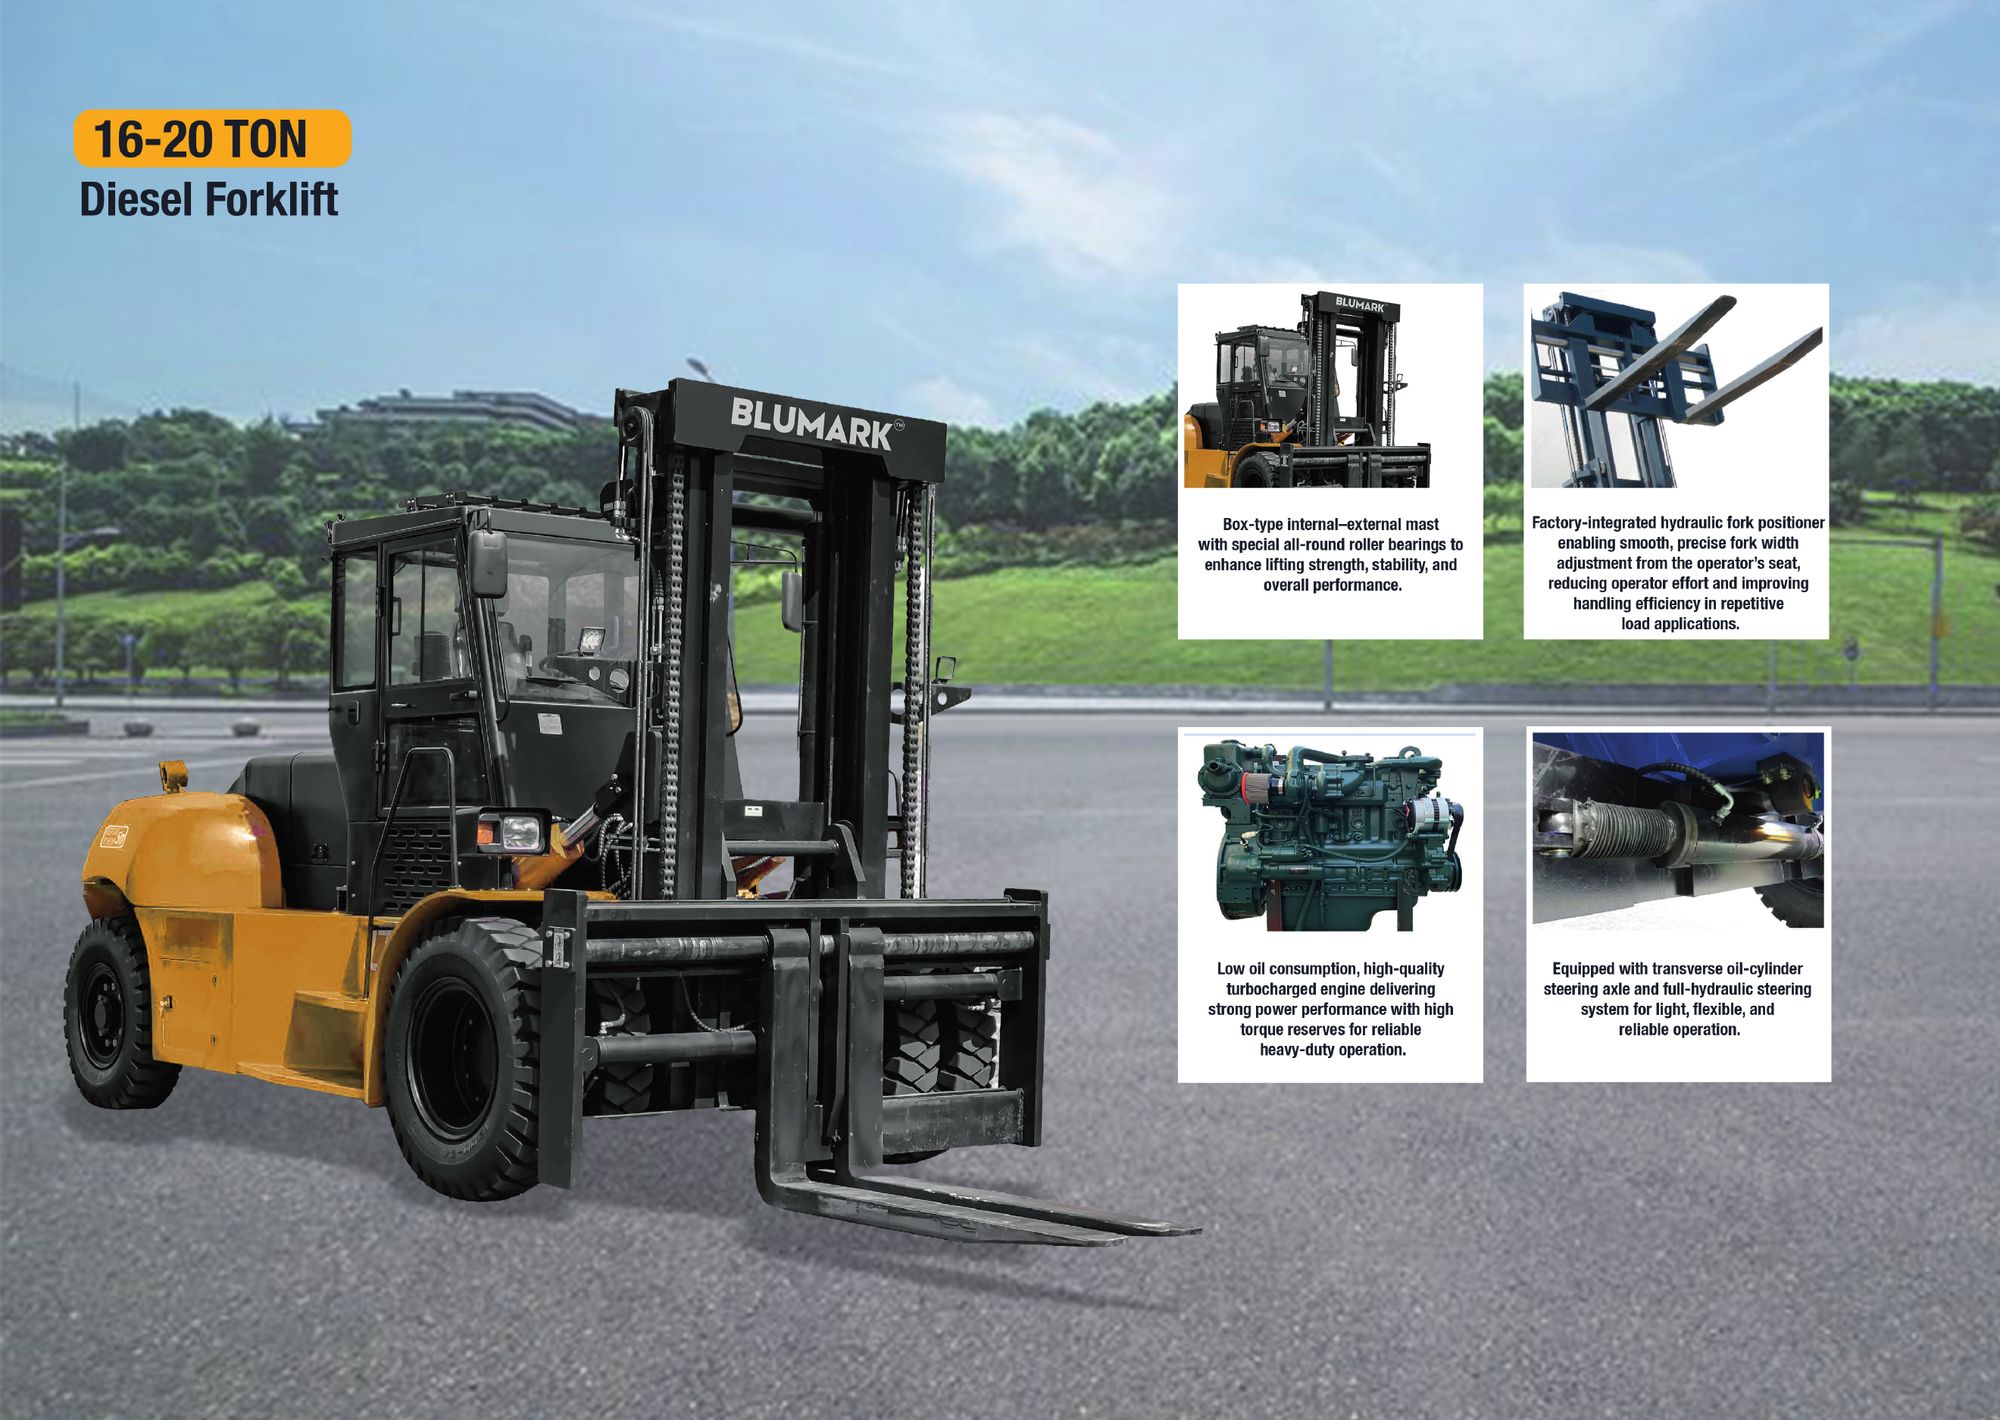 16-20 TON
Diesel Forklift
BLUMARK™
BLUMARK
Box-type internal–external mast
with special all-round roller bearings to
enhance lifting strength, stability, and
overall performance.
Factory-integrated hydraulic fork positioner
enabling smooth, precise fork width
adjustment from the operator's seat,
reducing operator effort and improving
handling efficiency in repetitive
load applications.
Low oil consumption, high-quality
turbocharged engine delivering
strong power performance with high
torque reserves for reliable
heavy-duty operation.
Equipped with transverse oil-cylinder
steering axle and full-hydraulic steering
system for light, flexible, and
reliable operation.